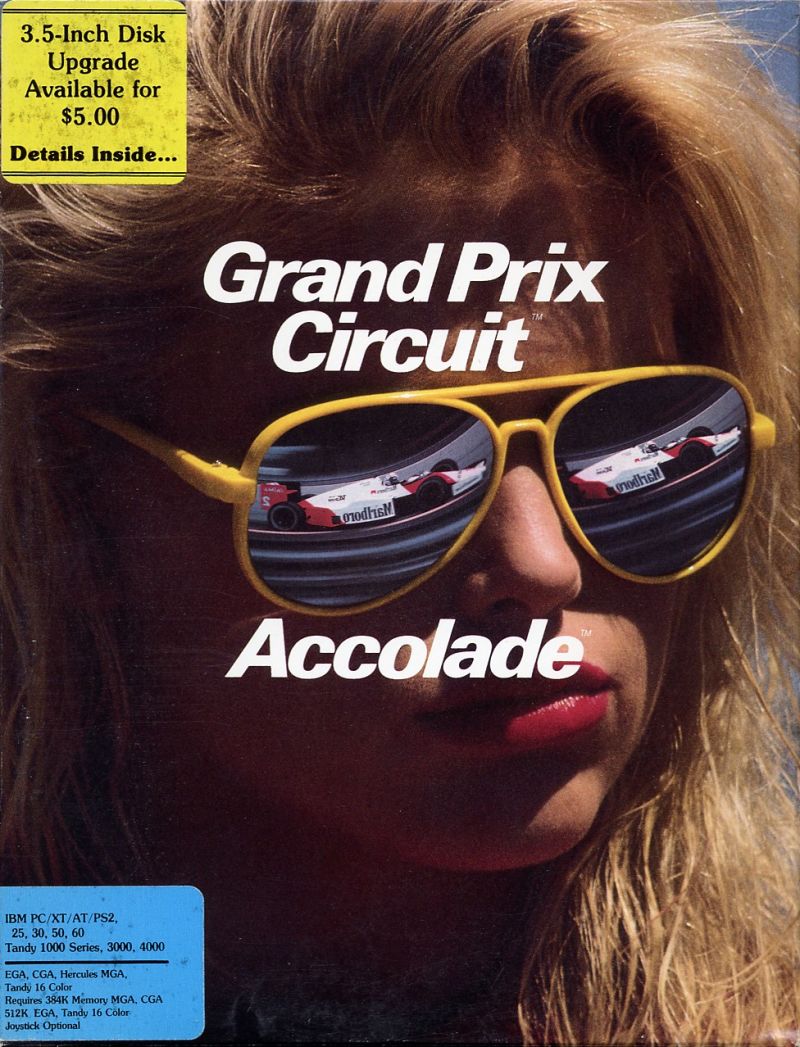 3.5-Inch Disk
Upgrade
Available for
$5.00
Details Inside...
Grand Prix
Circuit™
Marlboro
Marlboro
Accolade™
IBM PC/XT/AT/PS2,
25, 30, 50, 60
Tandy 1000 Series, 3000, 4000
EGA, CGA, Hercules MGA,
Tandy 16 Color
Requires 384K Memory MGA, CGA
512K EGA, Tandy 16 Color
Joystick Optional